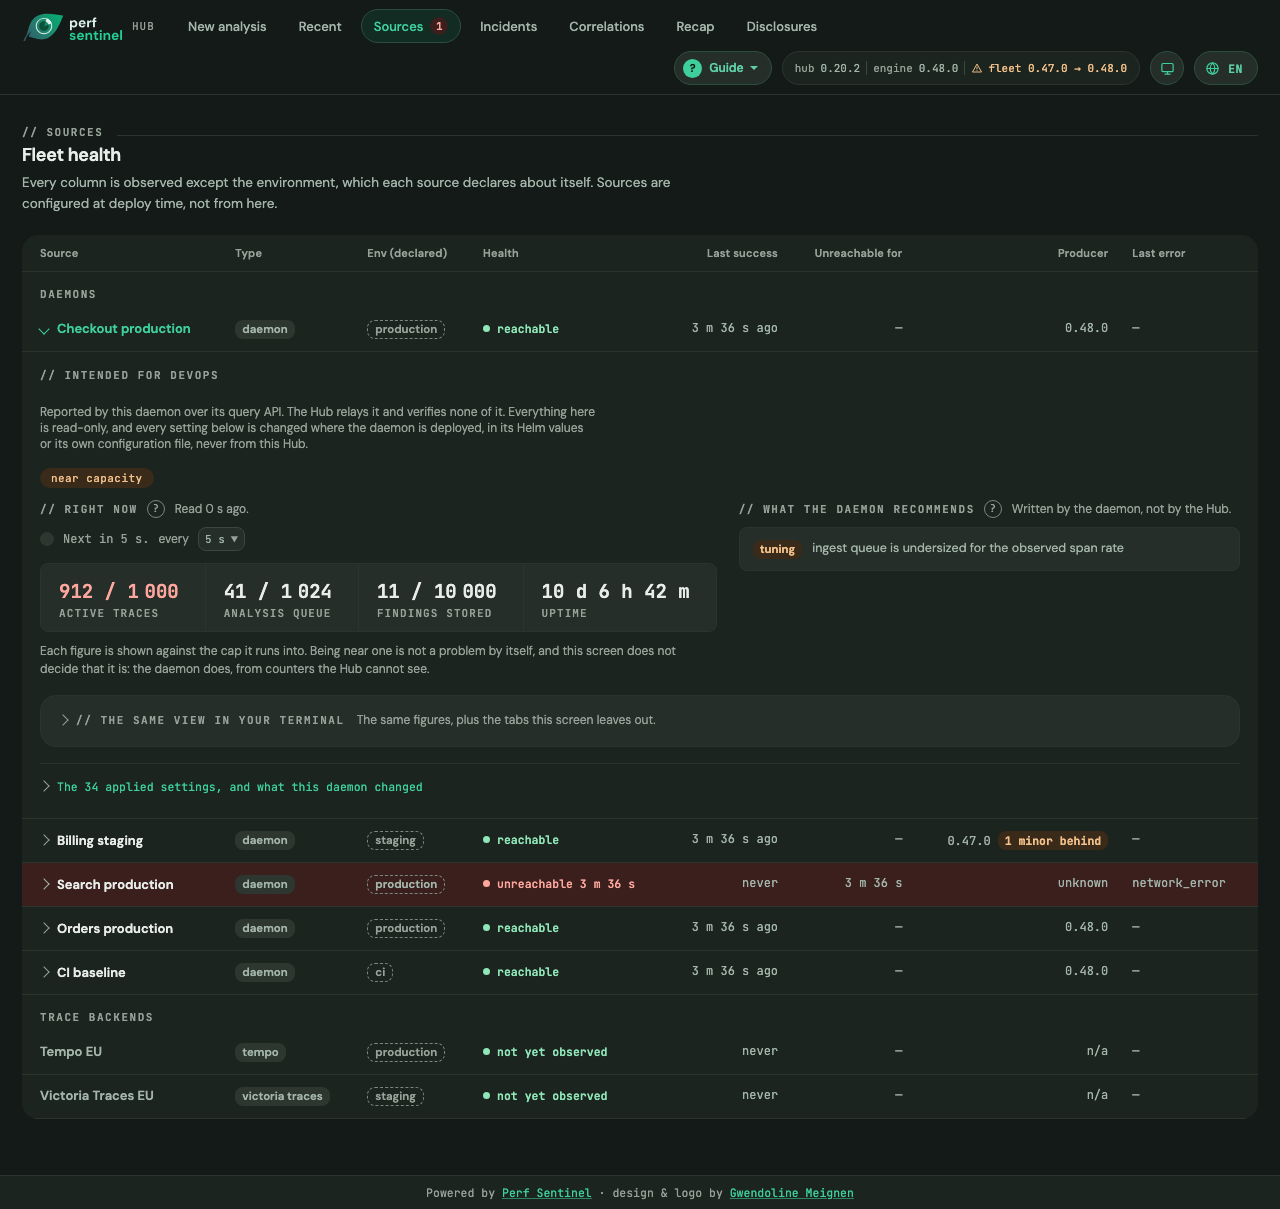 perf
sentinel
HUB
New analysis
Recent
Sources 1
Incidents
Correlations
Recap
Disclosures
? Guide
hub 0.20.2
engine 0.48.0
⚠ fleet 0.47.0 → 0.48.0
EN
// SOURCES
Fleet health
Every column is observed except the environment, which each source declares about itself. Sources are
configured at deploy time, not from here.
Source Type Env (declared) Health Last success Unreachable for Producer Last error
DAEMONS
Checkout production daemon production reachable 3 m 36 s ago — 0.48.0 —
// INTENDED FOR DEVOPS
Reported by this daemon over its query API. The Hub relays it and verifies none of it. Everything here
is read-only, and every setting below is changed where the daemon is deployed, in its Helm values
or its own configuration file, never from this Hub.
near capacity
// RIGHT NOW ? Read 0 s ago.
Next in 5 s. every 5 s ▼
912 / 1 000
ACTIVE TRACES
41 / 1 024
ANALYSIS QUEUE
11 / 10 000
FINDINGS STORED
10 d 6 h 42 m
UPTIME
Each figure is shown against the cap it runs into. Being near one is not a problem by itself, and this screen does not
decide that it is: the daemon does, from counters the Hub cannot see.
// WHAT THE DAEMON RECOMMENDS ? Written by the daemon, not by the Hub.
tuning ingest queue is undersized for the observed span rate
// THE SAME VIEW IN YOUR TERMINAL The same figures, plus the tabs this screen leaves out.
The 34 applied settings, and what this daemon changed
Billing staging daemon staging reachable 3 m 36 s ago — 0.47.0 1 minor behind —
Search production daemon production unreachable 3 m 36 s never 3 m 36 s unknown network_error
Orders production daemon production reachable 3 m 36 s ago — 0.48.0 —
CI baseline daemon ci reachable 3 m 36 s ago — 0.48.0 —
TRACE BACKENDS
Tempo EU tempo production not yet observed never — n/a —
Victoria Traces EU victoria traces staging not yet observed never — n/a —
Powered by Perf Sentinel · design & logo by Gwendoline Meignen